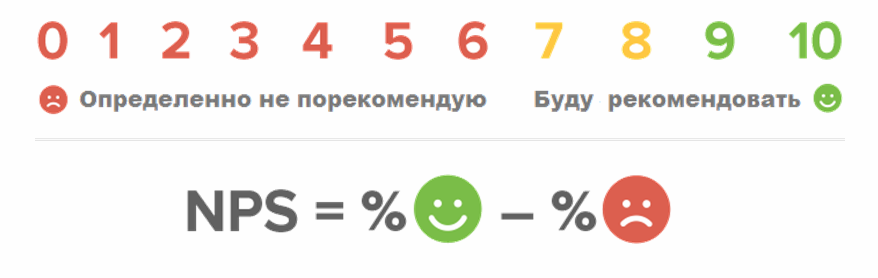 0 1 2 3 4 5 6 7 8 9 10
Определенно не порекомендую Буду рекомендовать
NPS = % – %